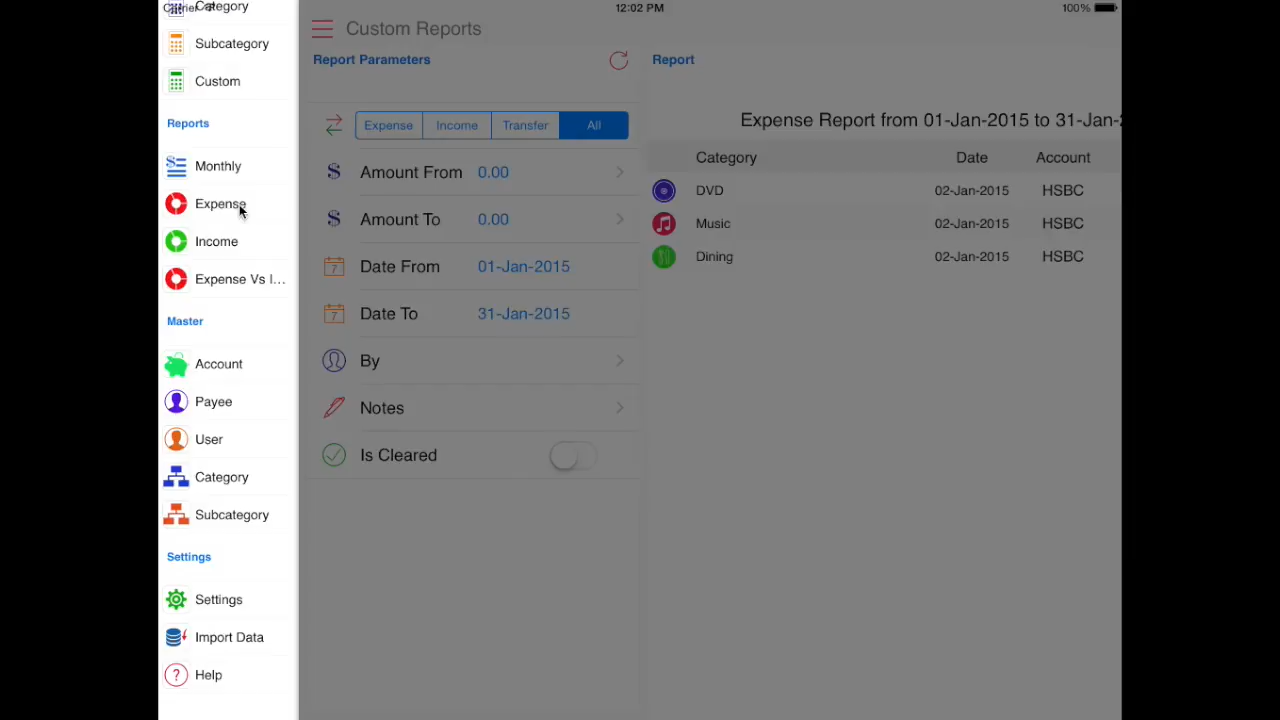 Carrier
Category
Subcategory
Custom
Reports
Monthly
Expense
Income
Expense Vs I...
Master
Account
Payee
User
Category
Subcategory
Settings
Settings
Import Data
? Help
12:02 PM
100%
Custom Reports
Report Parameters
Expense Income Transfer All
$ Amount From 0.00
$ Amount To 0.00
7 Date From 01-Jan-2015
7 Date To 31-Jan-2015
By
Notes
Is Cleared
Report
Expense Report from 01-Jan-2015 to 31-Jan-
Category Date Account
DVD 02-Jan-2015 HSBC
Music 02-Jan-2015 HSBC
Dining 02-Jan-2015 HSBC